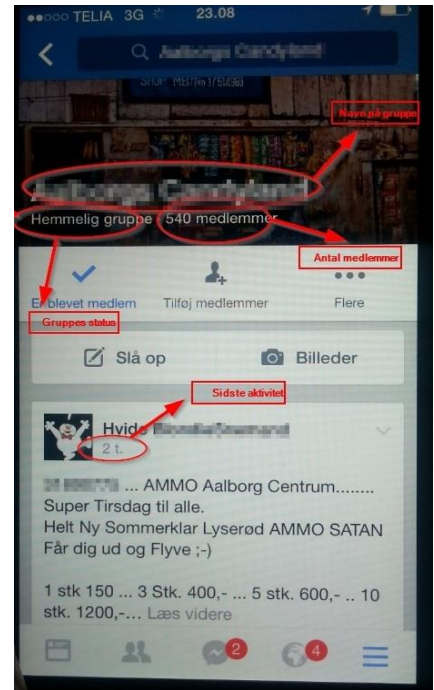 TELIA 3G 23.08
Navn på gruppe
Hemmelig gruppe 540 medlemmer
Antal medlemmer
Er blevet medlem Tilføj medlemmer Flere
Gruppes status
Slå op Billeder
Sidste aktivitet
Hvide
2 t.
... AMMO Aalborg Centrum........
Super Tirsdag til alle.
Helt Ny Sommerklar Lyserød AMMO SATAN
Får dig ud og Flyve ;-)
1 stk 150 ... 3 Stk. 400,- ... 5 stk. 600,- .. 10
stk. 1200,-... Læs videre
2 4